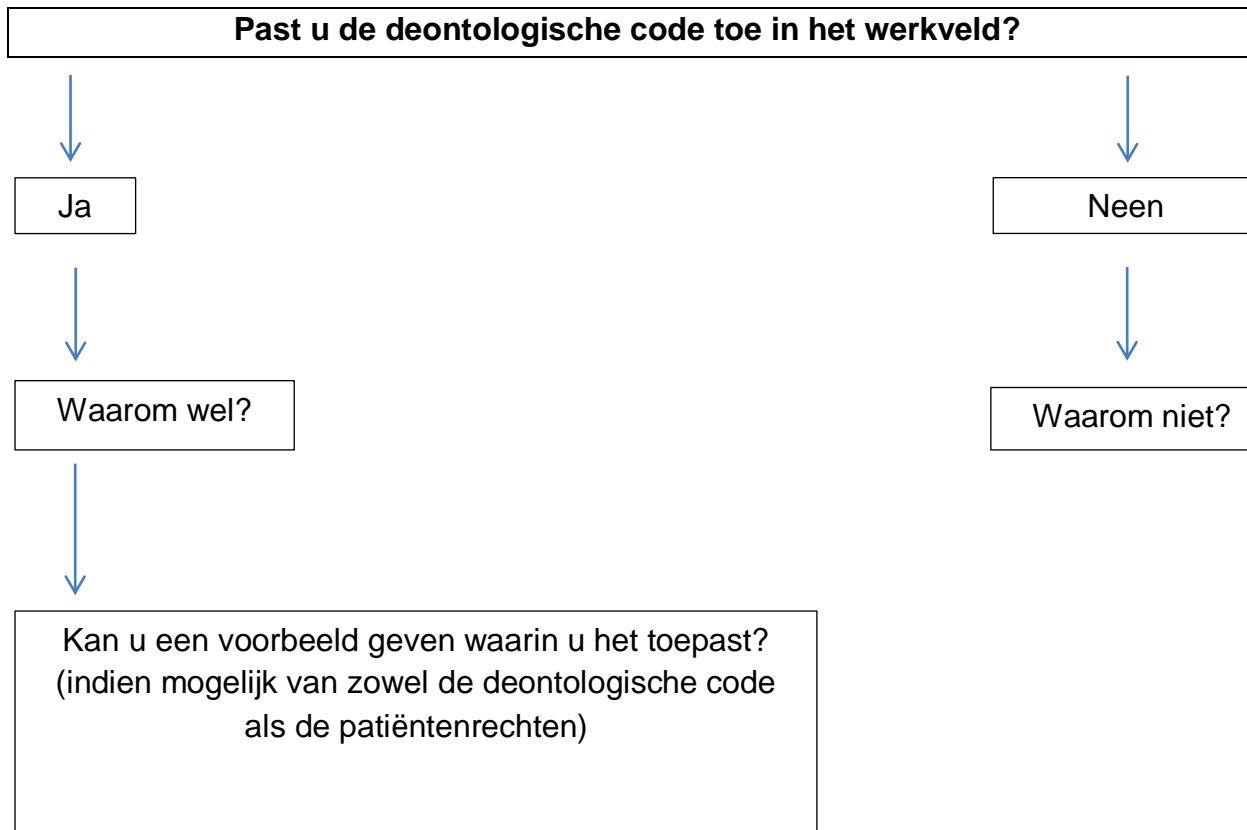 Past u de deontologische code toe in het werkveld?
Ja
Neen
Waarom wel?
Waarom niet?
Kan u een voorbeeld geven waarin u het toepast?
(indien mogelijk van zowel de deontologische code
als de patiëntenrechten)